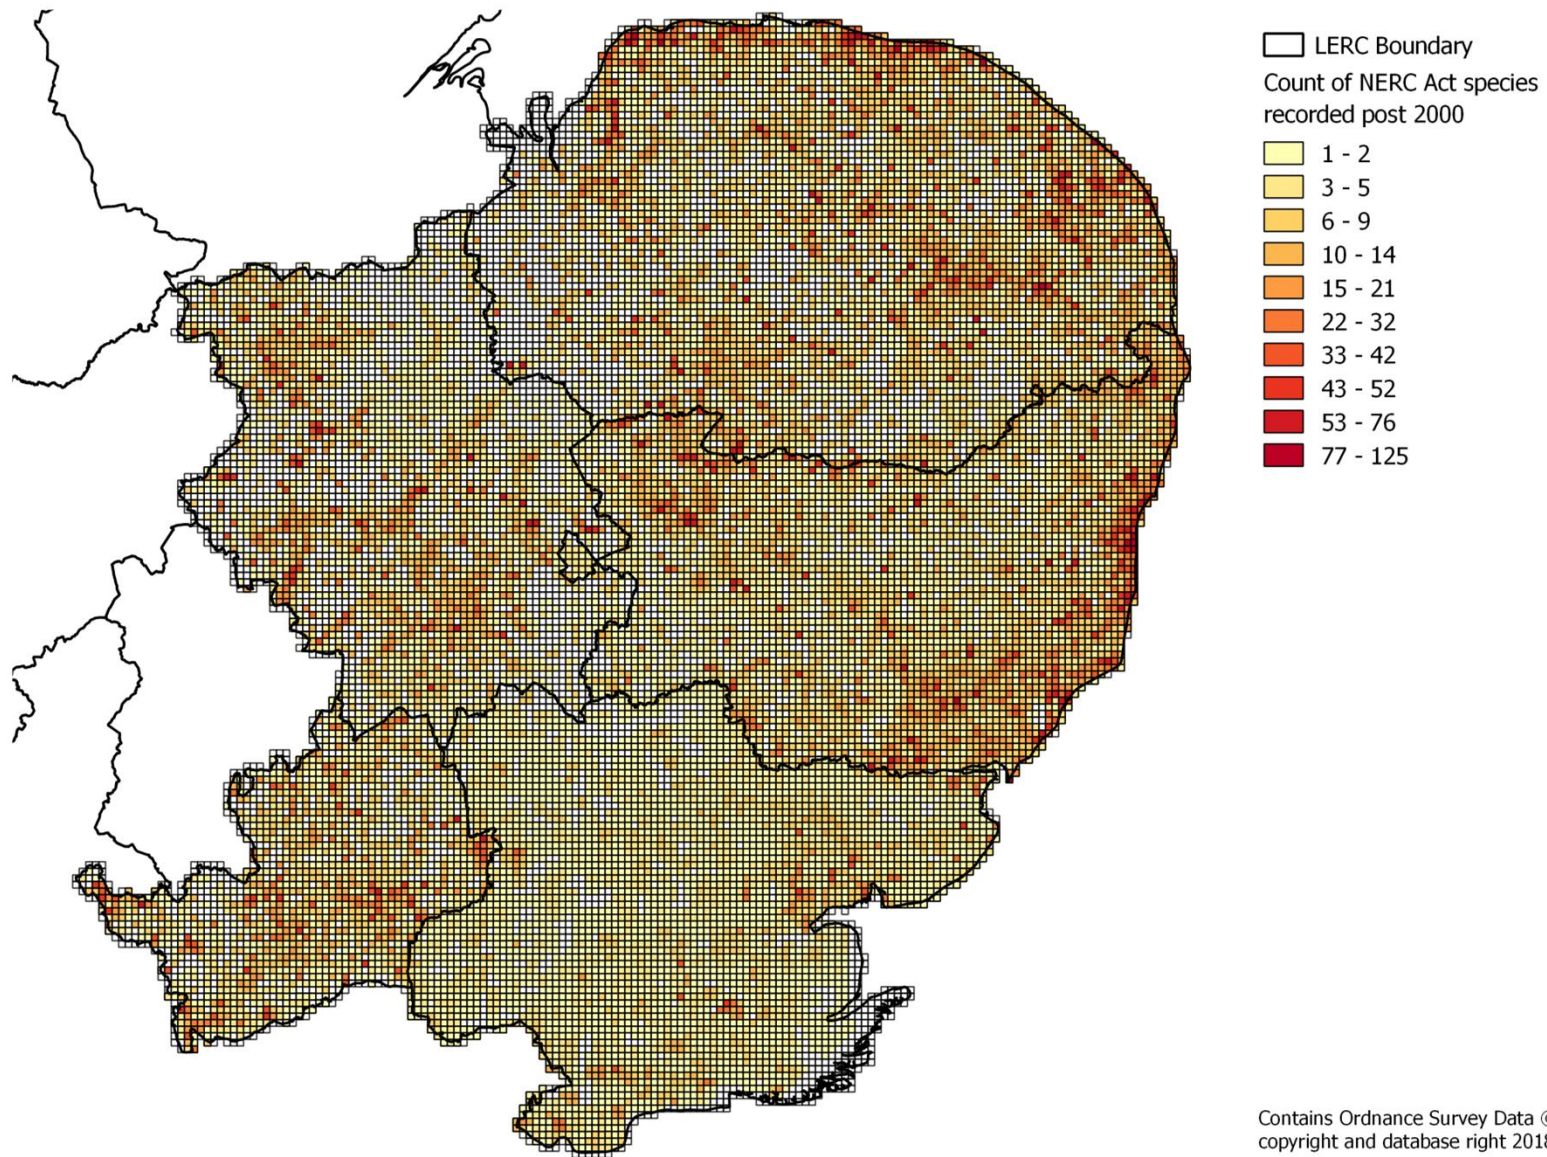 LERC Boundary
Count of NERC Act species
recorded post 2000
1 - 2
3 - 5
6 - 9
10 - 14
15 - 21
22 - 32
33 - 42
43 - 52
53 - 76
77 - 125
Contains Ordnance Survey Data ©
copyright and database right 2018